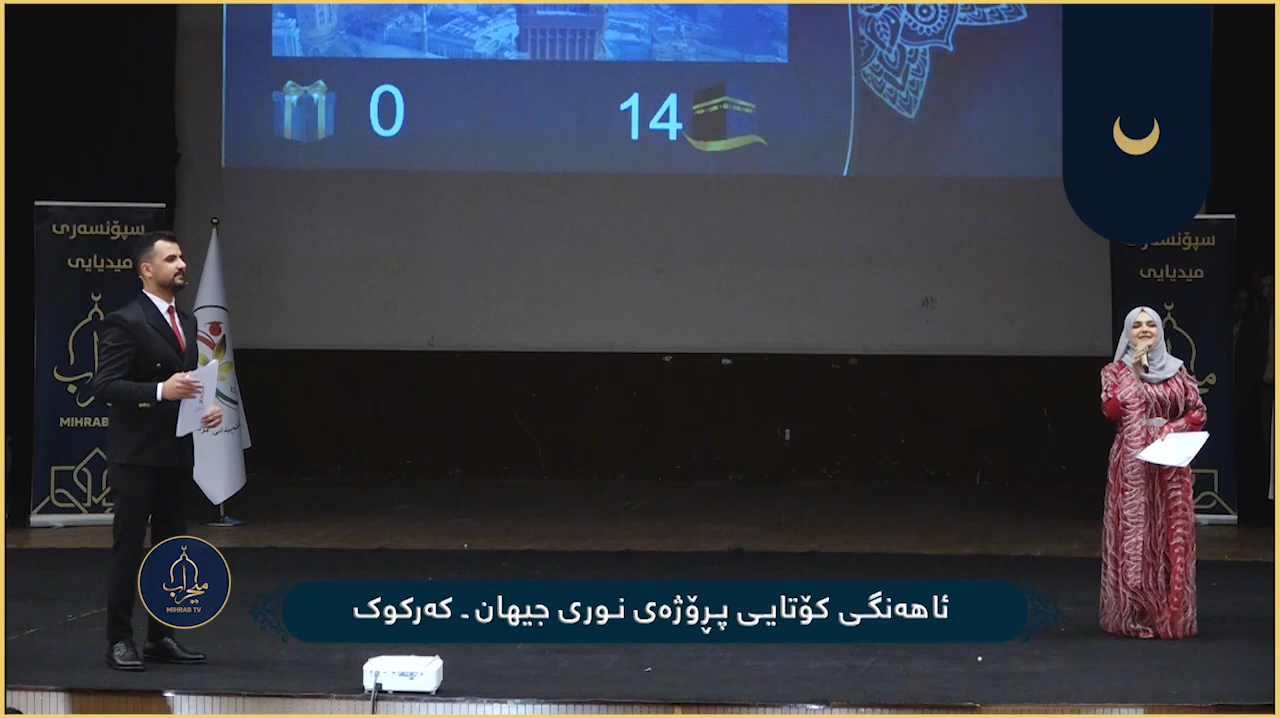 0
14
سپۆنسەری
میدیایی
MIHRAB
سپۆنسەری
میدیایی
میحراب
MIHRAB TV
ئاهەنگی کۆتایی پڕۆژەی نوری جیهان - کەرکوک